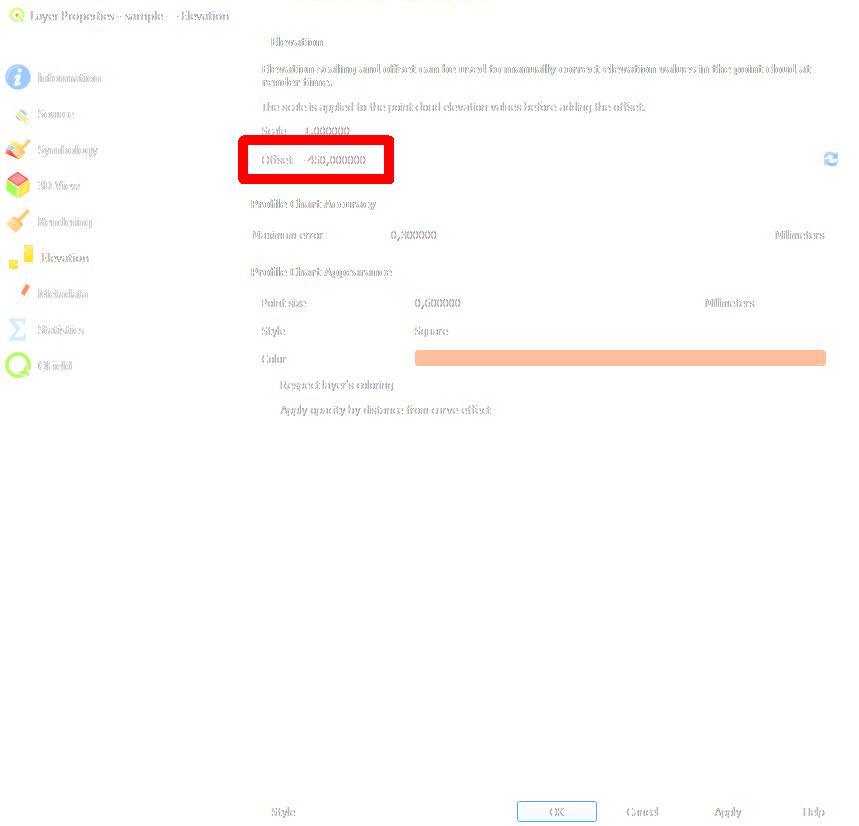 Layer Properties - sample — Elevation
Information
Source
Symbology
3D View
Rendering
Elevation
Metadata
Statistics
QField
Elevation
Elevation scaling and offset can be used to manually correct elevation values in the point cloud at
render time.
The scale is applied to the point cloud elevation values before adding the offset.
Scale 1,000000
Offset -450,000000
Profile Chart Accuracy
Maximum error 0,300000 Millimeters
Profile Chart Appearance
Point size 0,600000 Millimeters
Style Square
Color
Respect layer's coloring
Apply opacity by distance from curve effect
Style OK Cancel Apply Help